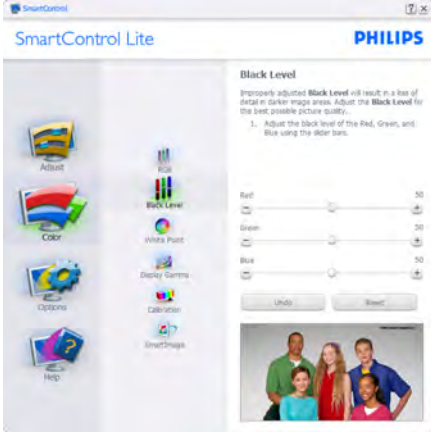 SmartControl
SmartControl Lite
PHILIPS
Black Level
Improperly adjusted Black Level will result in a loss of
detail in darker image areas. Adjust the Black Level for
the best possible picture quality.
1. Adjust the black level of the Red, Green, and
Blue using the slider bars.
Adjust
Color
Options
Help
RGB
Black Level
White Point
Display Gamma
Calibration
SmartImage
Red
50
Green
50
Blue
50
Undo
Reset